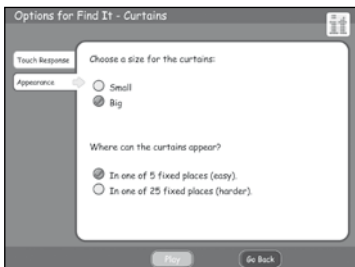 Options for Find It - Curtains
Touch Response
Appearance
Choose a size for the curtains:
Small
Big
Where can the curtains appear?
In one of 5 fixed places (easy).
In one of 25 fixed places (harder).
Play
Go Back